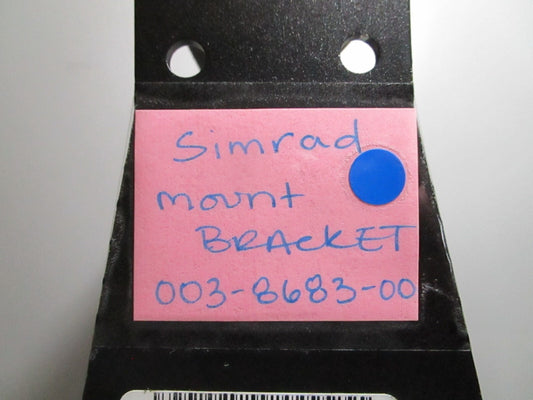 Simrad
mount
BRACKET
003-8683-00